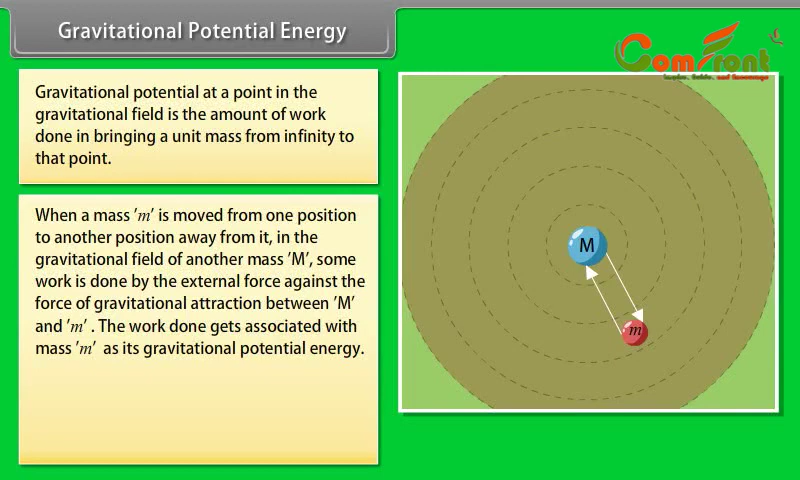 Gravitational Potential Energy
ComFront
Gravitational potential at a point in the
gravitational field is the amount of work
done in bringing a unit mass from infinity to
that point.
When a mass 'm' is moved from one position
to another position away from it, in the
gravitational field of another mass 'M', some
work is done by the external force against the
force of gravitational attraction between 'M'
and 'm' . The work done gets associated with
mass 'm' as its gravitational potential energy.
M
m